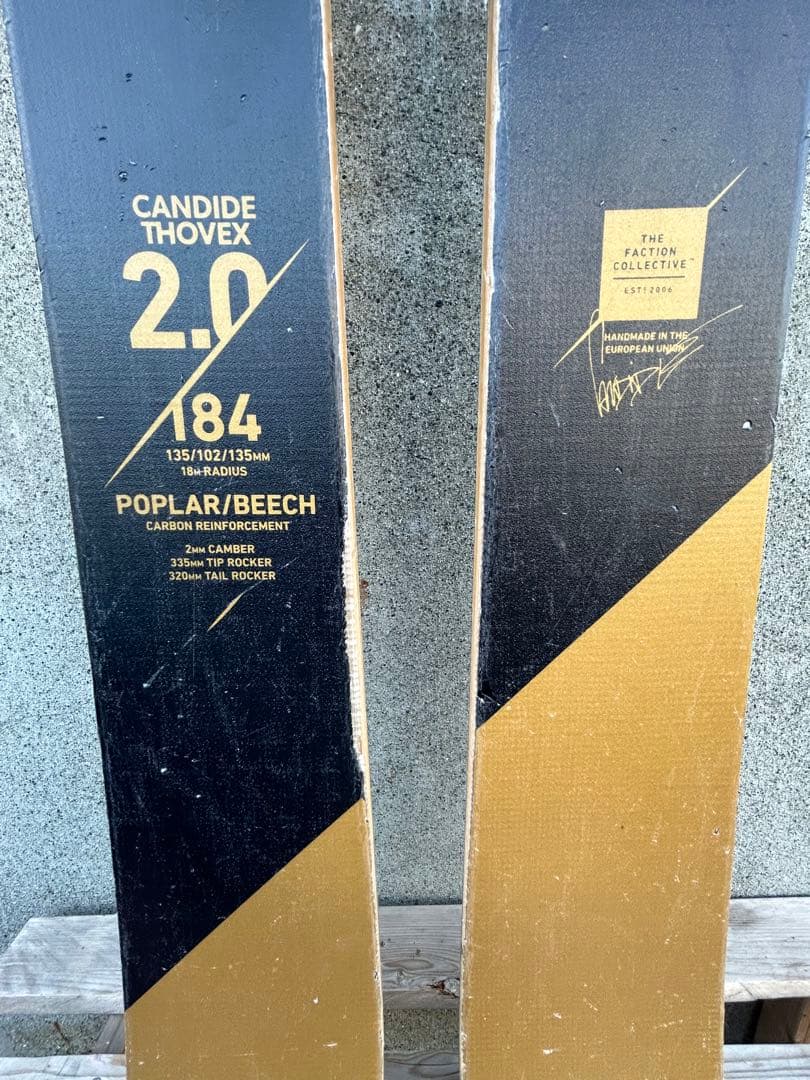 CANDIDE
THOVEX
2.0
184
135/102/135MM
18M RADIUS
POPLAR/BEECH
CARBON REINFORCEMENT
2MM CAMBER
335MM TIP ROCKER
320MM TAIL ROCKER
THE
FACTION
COLLECTIVE™
EST! 2006
HANDMADE IN THE
EUROPEAN UNION